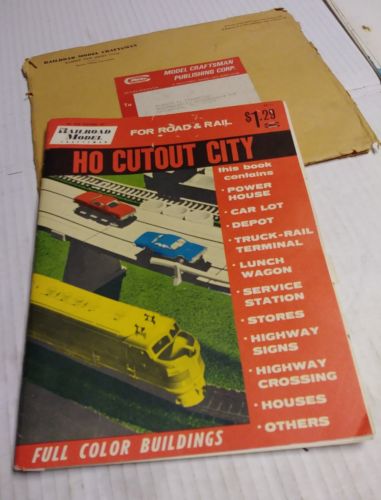 RAILROAD MODEL CRAFTSMAN
MODEL CRAFTSMAN
PUBLISHING CORP.
To
RAILROAD
MODEL
CRAFTSMAN
FOR ROAD & RAIL
$1.29
HO CUTOUT CITY
this book
contains
· POWER
HOUSE
· CAR LOT
· DEPOT
· TRUCK-RAIL
TERMINAL
· LUNCH
WAGON
· SERVICE
STATION
· STORES
· HIGHWAY
SIGNS
· HIGHWAY
CROSSING
· HOUSES
· OTHERS
FULL COLOR BUILDINGS